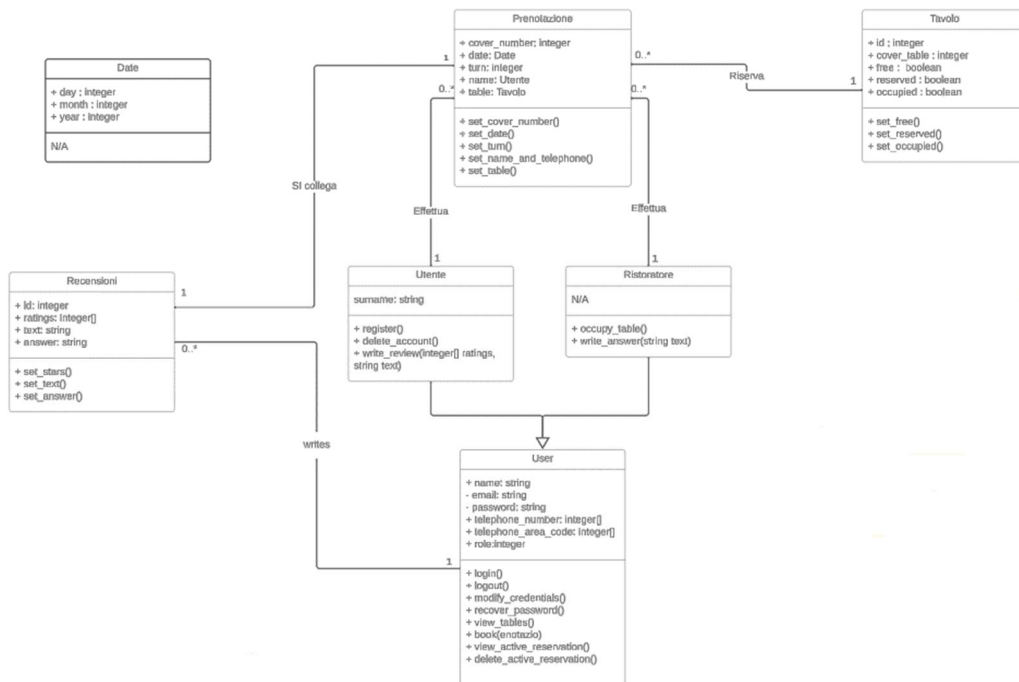 Prenotazione
+ cover_number: integer
+ date: Date
+ turn: integer
+ name: Utente
+ table: Tavolo
+ set_cover_number()
+ set_date()
+ set_turn()
+ set_name_and_telephone()
+ set_table()
Tavolo
+ id : integer
+ cover_table : integer
+ free : boolean
+ reserved : boolean
+ occupied : boolean
+ set_free()
+ set_reserved()
+ set_occupied()
Date
+ day : integer
+ month : integer
+ year : Integer
N/A
1
0..*
0..*
0..*
Riserva
1
SI collega
Effettua
Effettua
1
1
1
Recensioni
+ Id: integer
+ ratings: Integer[]
+ text: string
+ answer: string
+ set_stars()
+ set_text()
+ set_answer()
0..*
Utente
surname: string
+ register()
+ delete_account()
+ write_review(integer[] ratings,
string text)
Ristoratore
N/A
+ occupy_table()
+ write_answer(string text)
writes
1
User
+ name: string
- email: string
- password: string
+ telephone_number: integer[]
+ telephone_area_code: Integer[]
+ role:integer
+ login()
+ logout()
+ modify_credentials()
+ recover_password()
+ view_tables()
+ book(enotazio)
+ view_active_reservation()
+ delete_active_reservation()